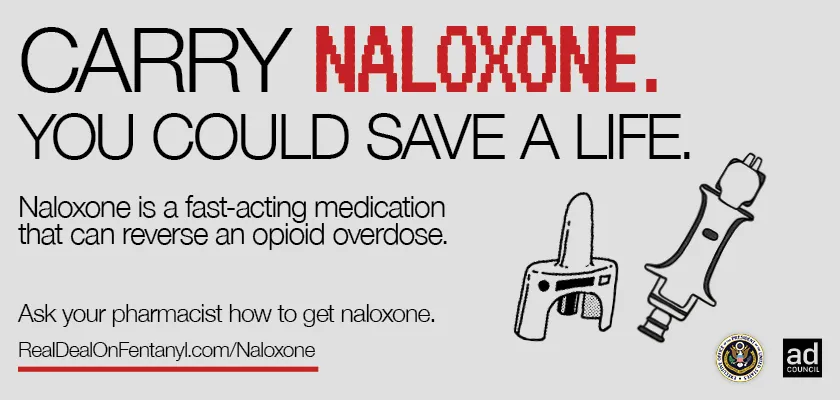 CARRY NALOXONE.
YOU COULD SAVE A LIFE.
Naloxone is a fast-acting medication
that can reverse an opioid overdose.
Ask your pharmacist how to get naloxone.
RealDealOnFentanyl.com/Naloxone
ad
COUNCIL